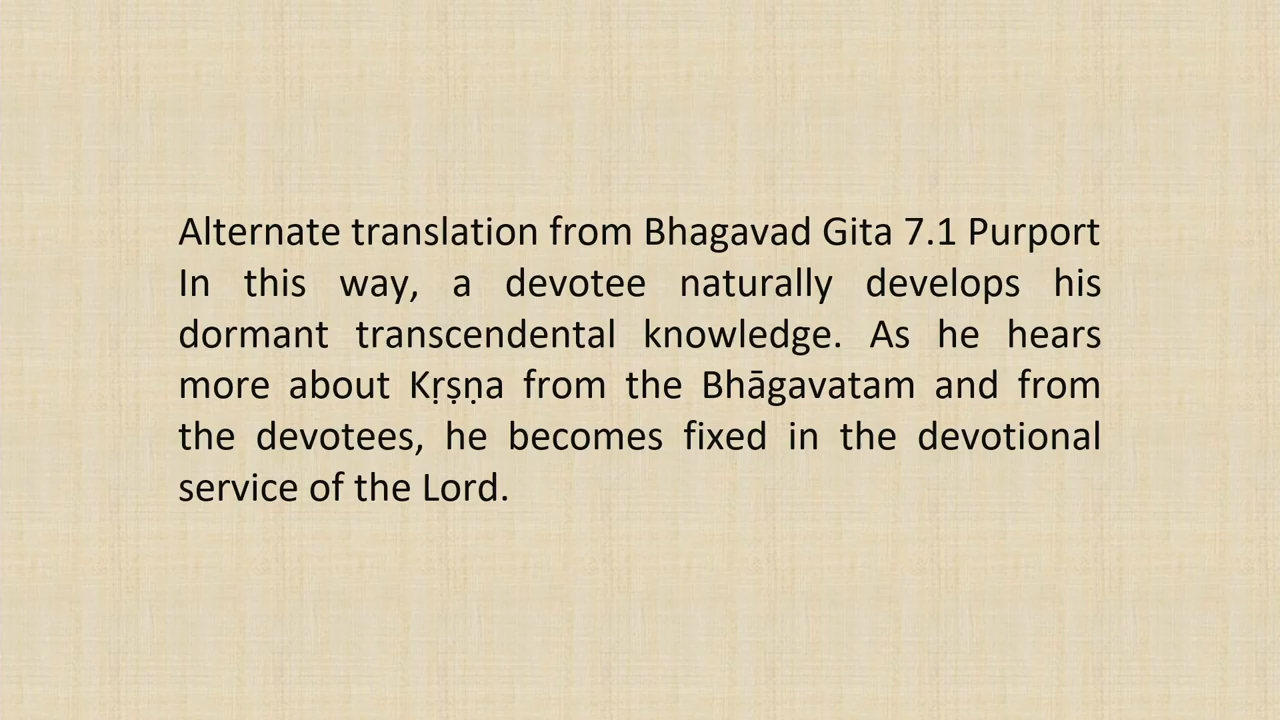 Alternate translation from Bhagavad Gita 7.1 Purport
In this way, a devotee naturally develops his
dormant transcendental knowledge. As he hears
more about Kṛṣṇa from the Bhāgavatam and from
the devotees, he becomes fixed in the devotional
service of the Lord.